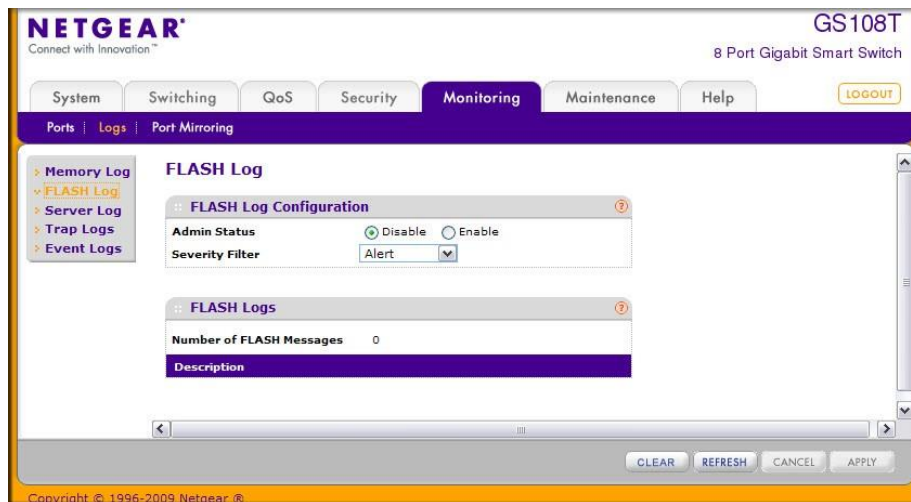 NETGEAR®
Connect with Innovation™
GS108T
8 Port Gigabit Smart Switch
System
Switching
QoS
Security
Monitoring
Maintenance
Help
LOGOUT
Ports
Logs
Port Mirroring
Memory Log
FLASH Log
Server Log
Trap Logs
Event Logs
FLASH Log
FLASH Log Configuration
?
Admin Status Disable Enable
Severity Filter Alert
FLASH Logs
?
Number of FLASH Messages 0
Description
CLEAR
REFRESH
CANCEL
APPLY
Copyright © 1996-2009 Netgear ®